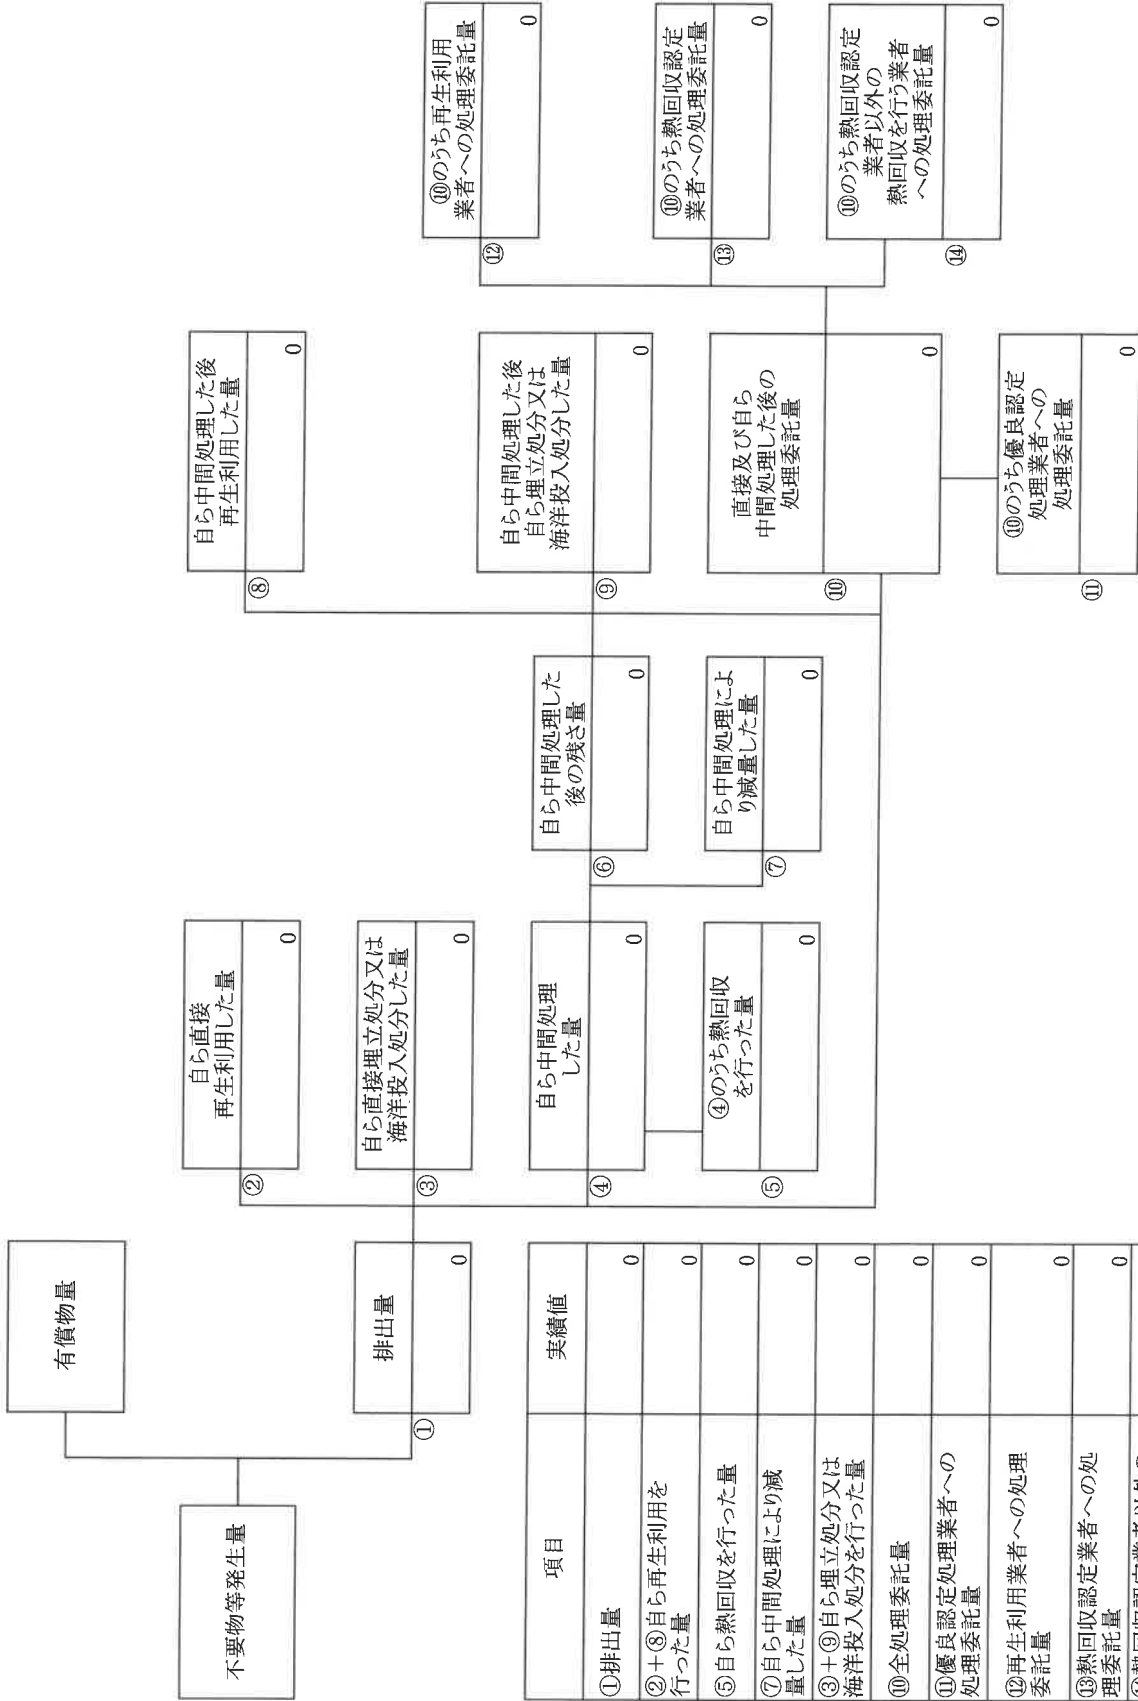 不要物等発生量
有償物量
①
排出量
0
②
自ら直接
再生利用した量
0
③
自ら直接埋立処分又は
海洋投入処分した量
0
④
自ら中間処理
した量
0
⑤
④のうち熱回収
を行った量
0
⑥
自ら中間処理した
後の残さ量
0
⑦
自ら中間処理によ
り減量した量
0
⑧
自ら中間処理した後
再生利用した量
0
⑨
自ら中間処理した後
自ら埋立処分又は
海洋投入処分した量
0
⑩
直接及び自ら
中間処理した後の
処理委託量
0
⑪
⑩のうち優良認定
処理業者への
処理委託量
0
⑫
⑩のうち再生利用
業者への処理委託量
0
⑬
⑩のうち熱回収認定
業者への処理委託量
0
⑭
⑩のうち熱回収認定
業者以外の
熱回収を行う業者
への処理委託量
0
項目 実績値
①排出量 0
②+⑧自ら再生利用を
行った量 0
⑤自ら熱回収を行った量 0
⑦自ら中間処理により減
量した量 0
③+⑨自ら埋立処分又は
海洋投入処分を行った量 0
⑩全処理委託量 0
⑪優良認定処理業者への
処理委託量 0
⑫再生利用業者への処理
委託量 0
⑬熱回収認定業者への処
理委託量 0